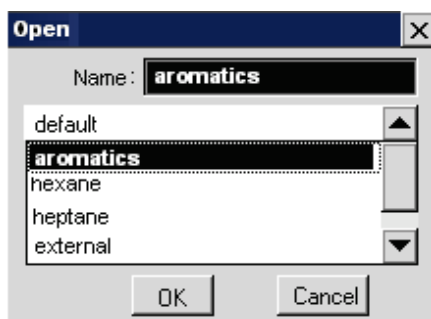 Open
Name: aromatics
default
aromatics
hexane
heptane
external
OK Cancel